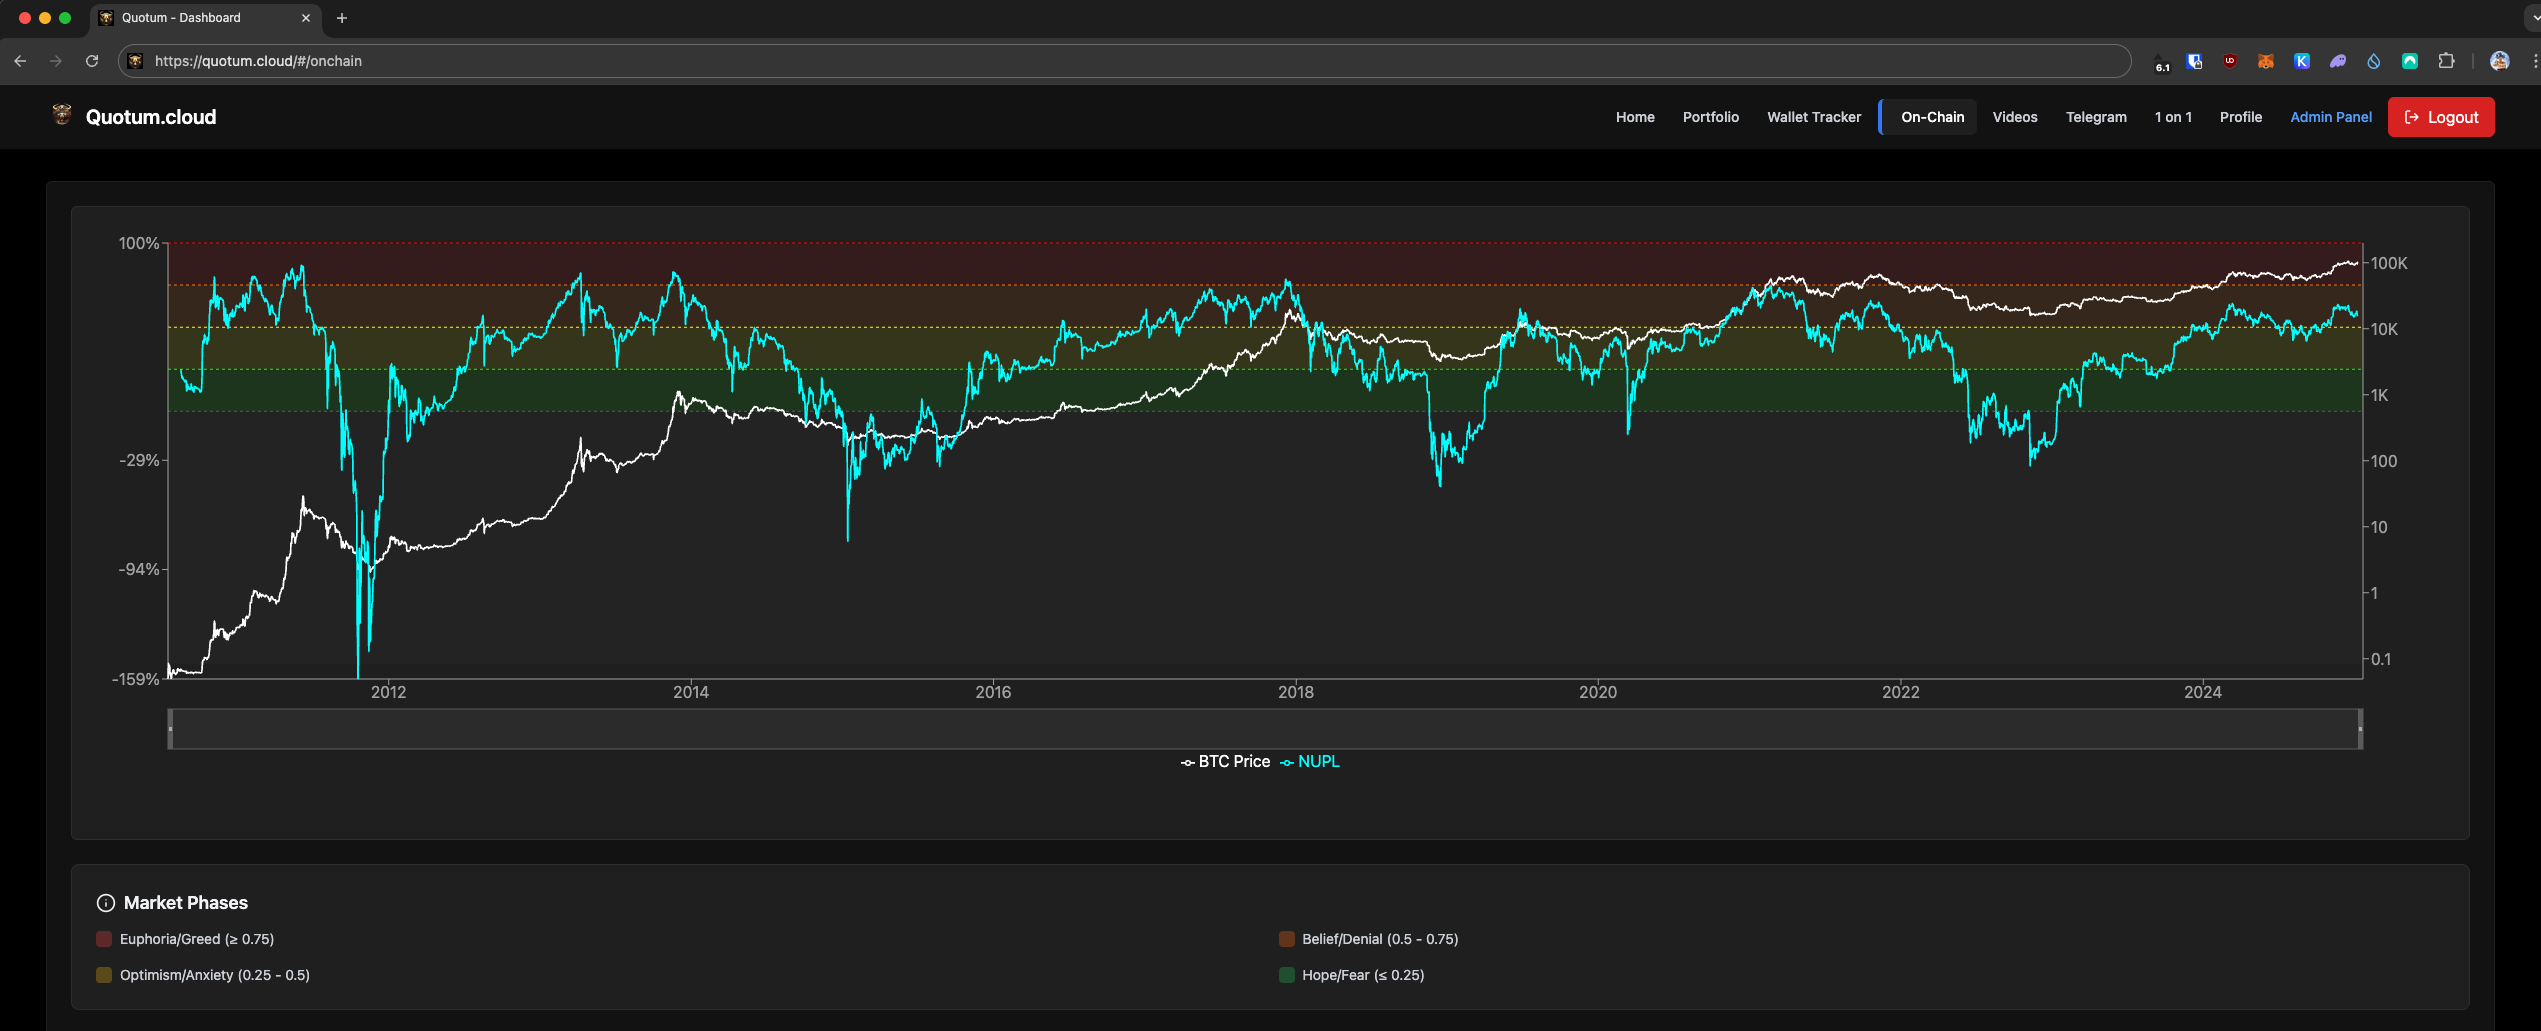 Quotum - Dashboard
https://quotum.cloud/#/onchain
6.1
Quotum.cloud
Home
Portfolio
Wallet Tracker
On-Chain
Videos
Telegram
1 on 1
Profile
Admin Panel
Logout
100%
-29%
-94%
-159%
100K
10K
1K
100
10
1
0.1
2012
2014
2016
2018
2020
2022
2024
BTC Price
NUPL
Market Phases
Euphoria/Greed (≥ 0.75)
Belief/Denial (0.5 - 0.75)
Optimism/Anxiety (0.25 - 0.5)
Hope/Fear (≤ 0.25)